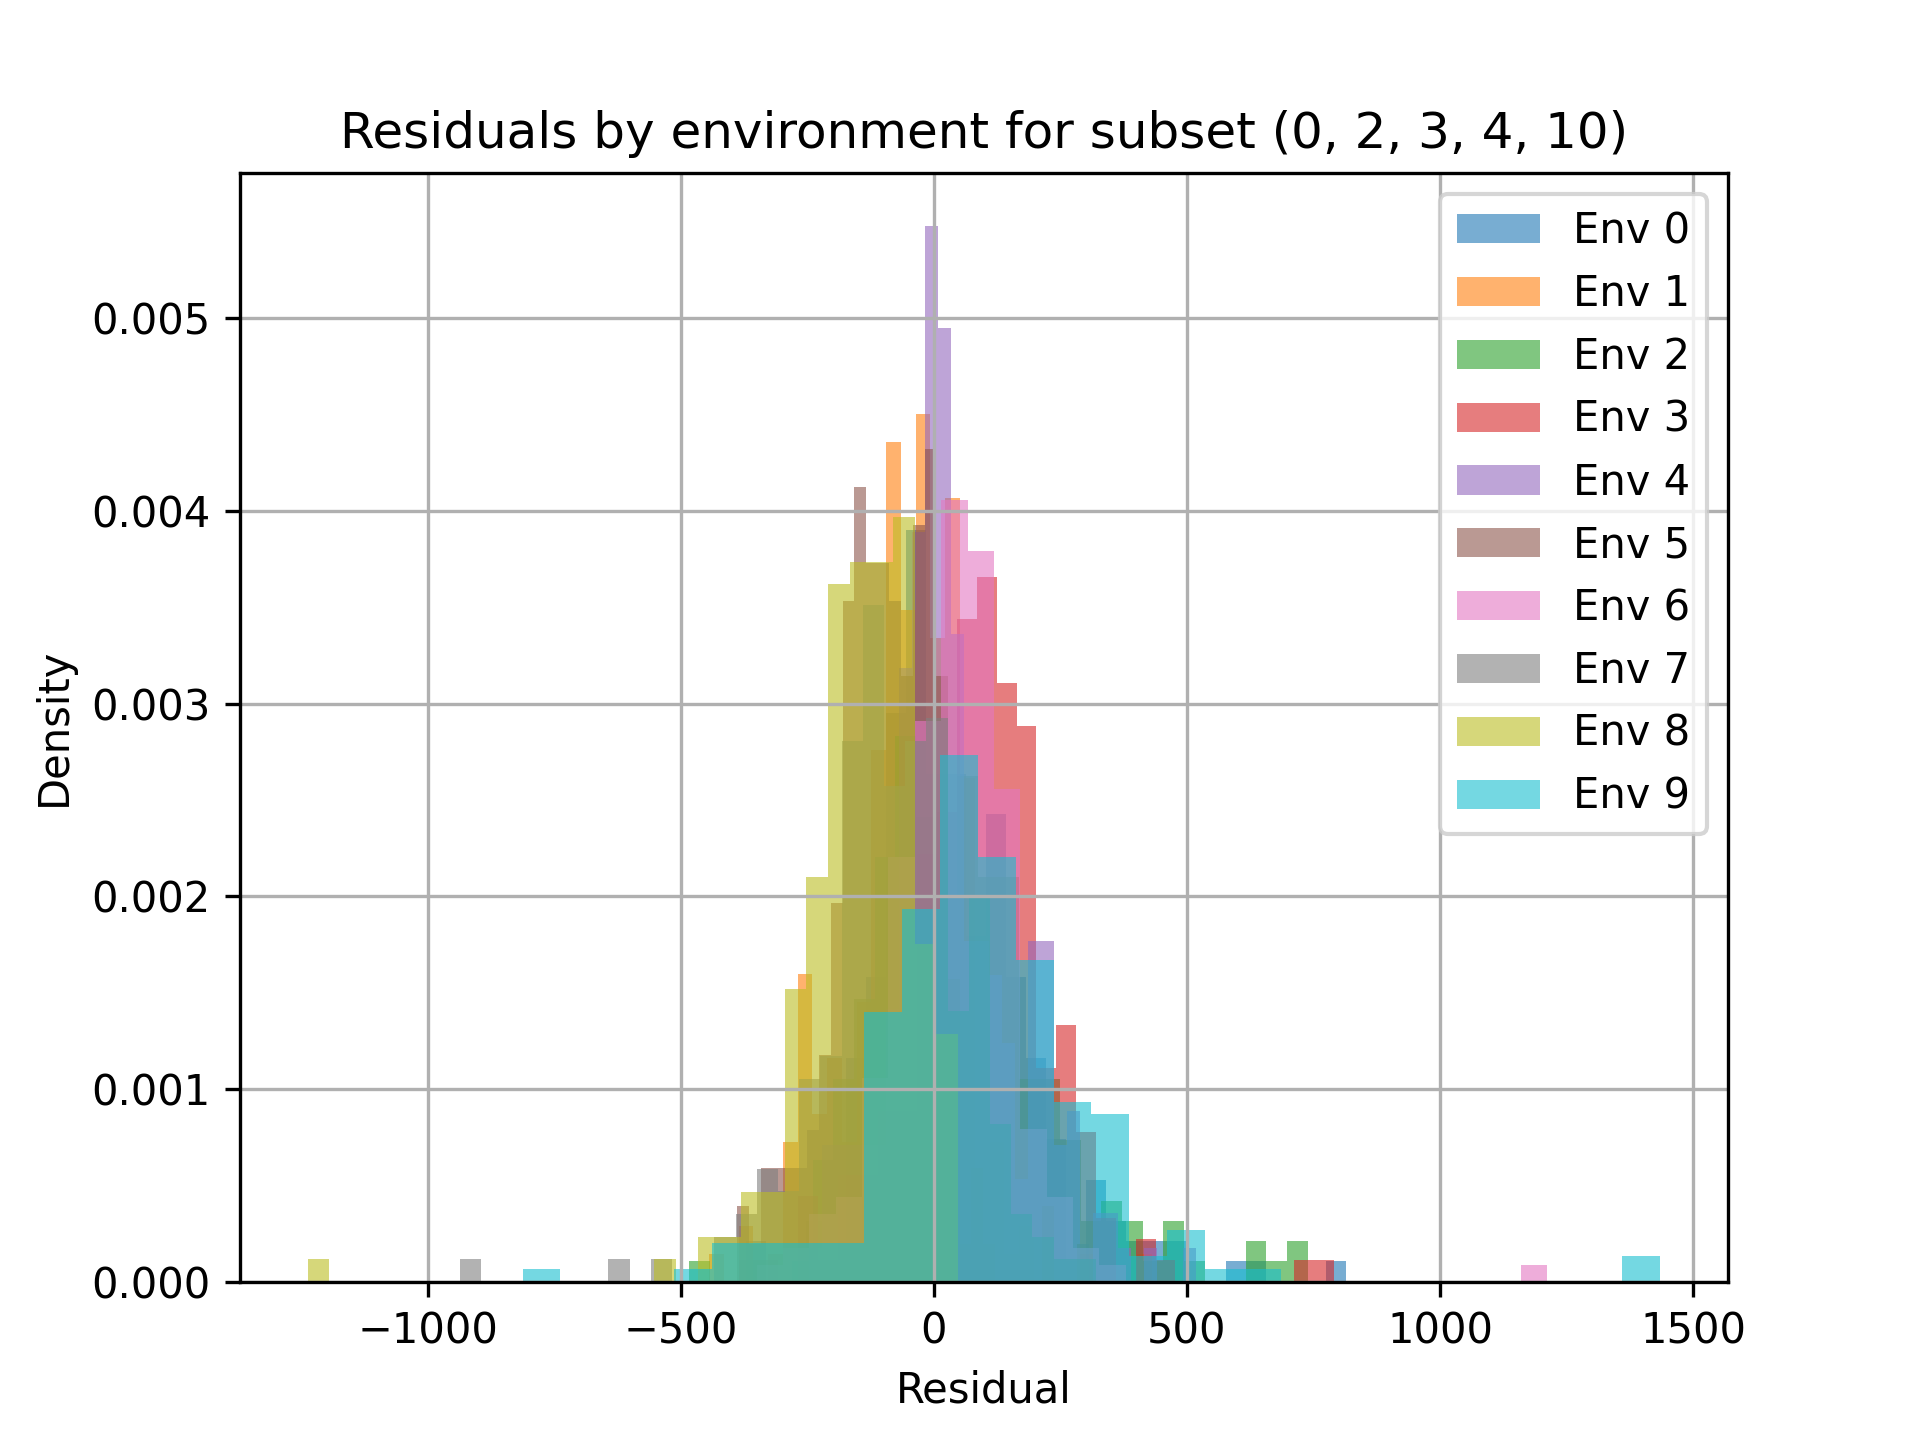 Residuals by environment for subset (0, 2, 3, 4, 10)
Env 0
Env 1
Env 2
Env 3
Env 4
Env 5
Env 6
Env 7
Env 8
Env 9
Density
0.005
0.004
0.003
0.002
0.001
0.000
−1000 −500 0 500 1000 1500
Residual